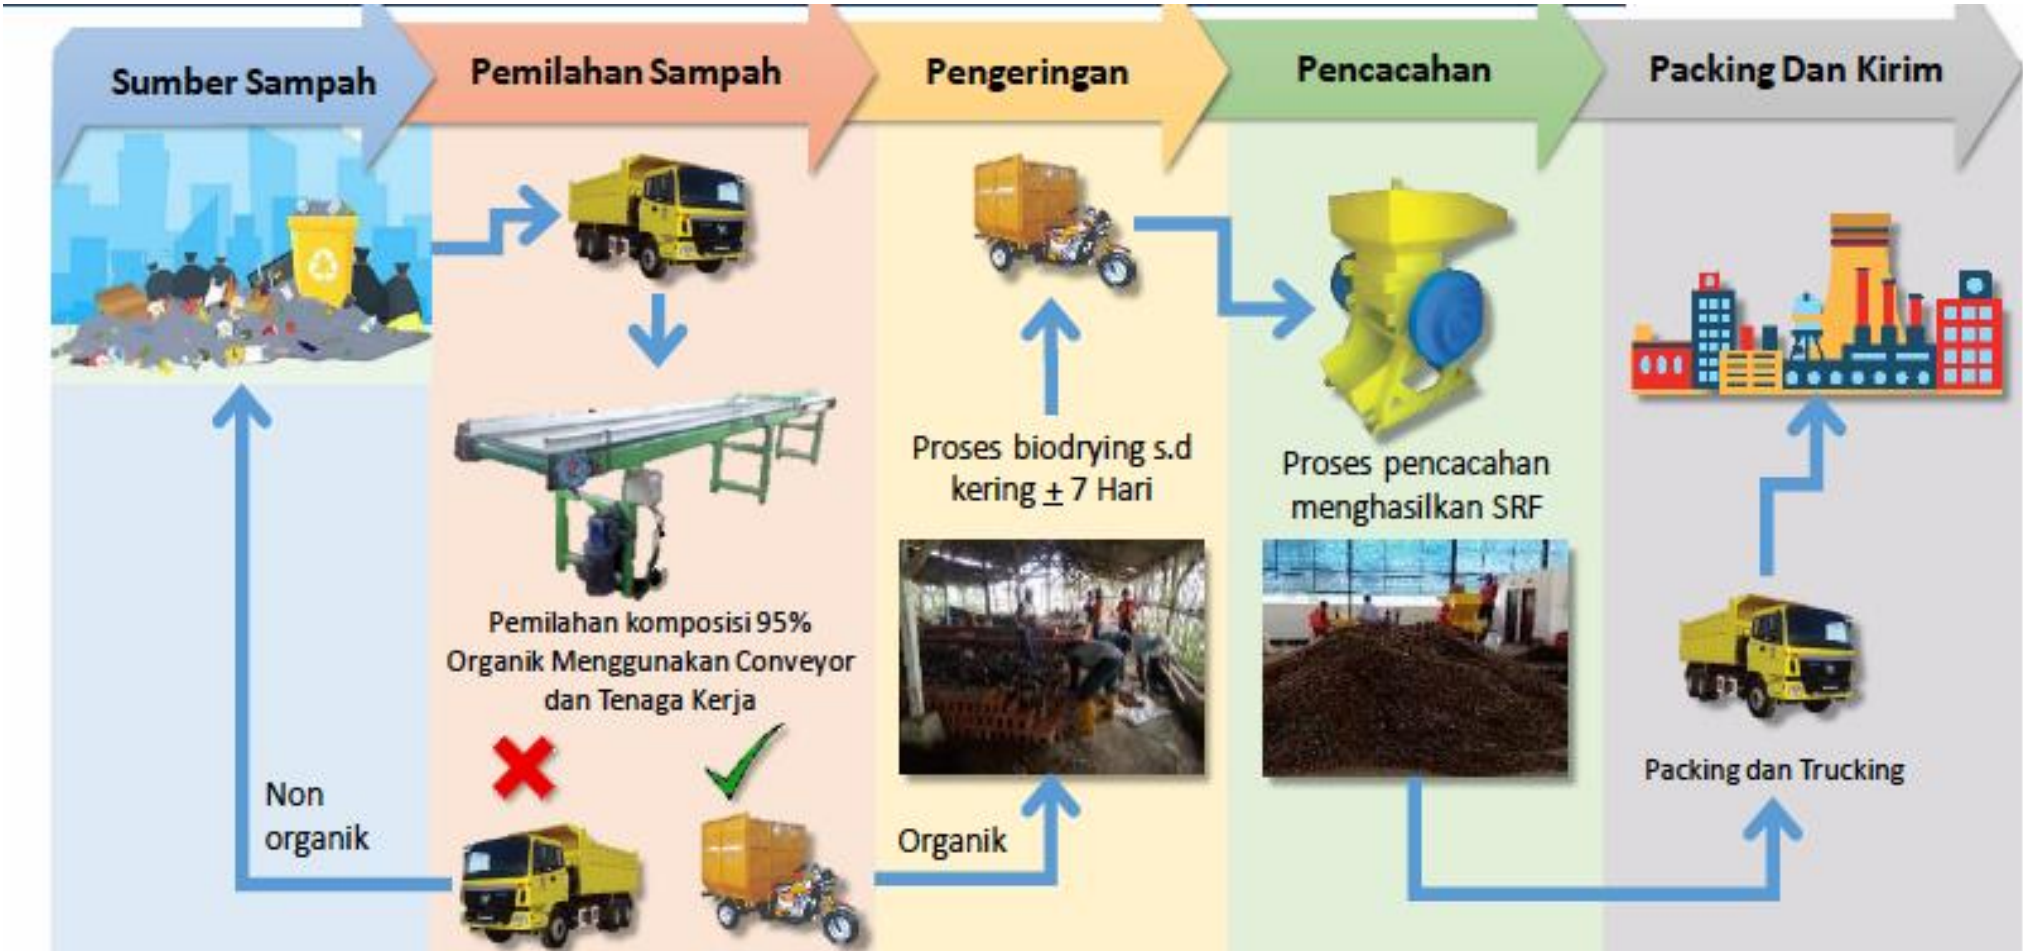 Sumber Sampah
Pemilahan Sampah
Pengeringan
Pencacahan
Packing Dan Kirim
Pemilahan komposisi 95%
Organik Menggunakan Conveyor
dan Tenaga Kerja
Non
organik
Organik
Proses biodrying s.d
kering + 7 Hari
Proses pencacahan
menghasilkan SRF
Packing dan Trucking